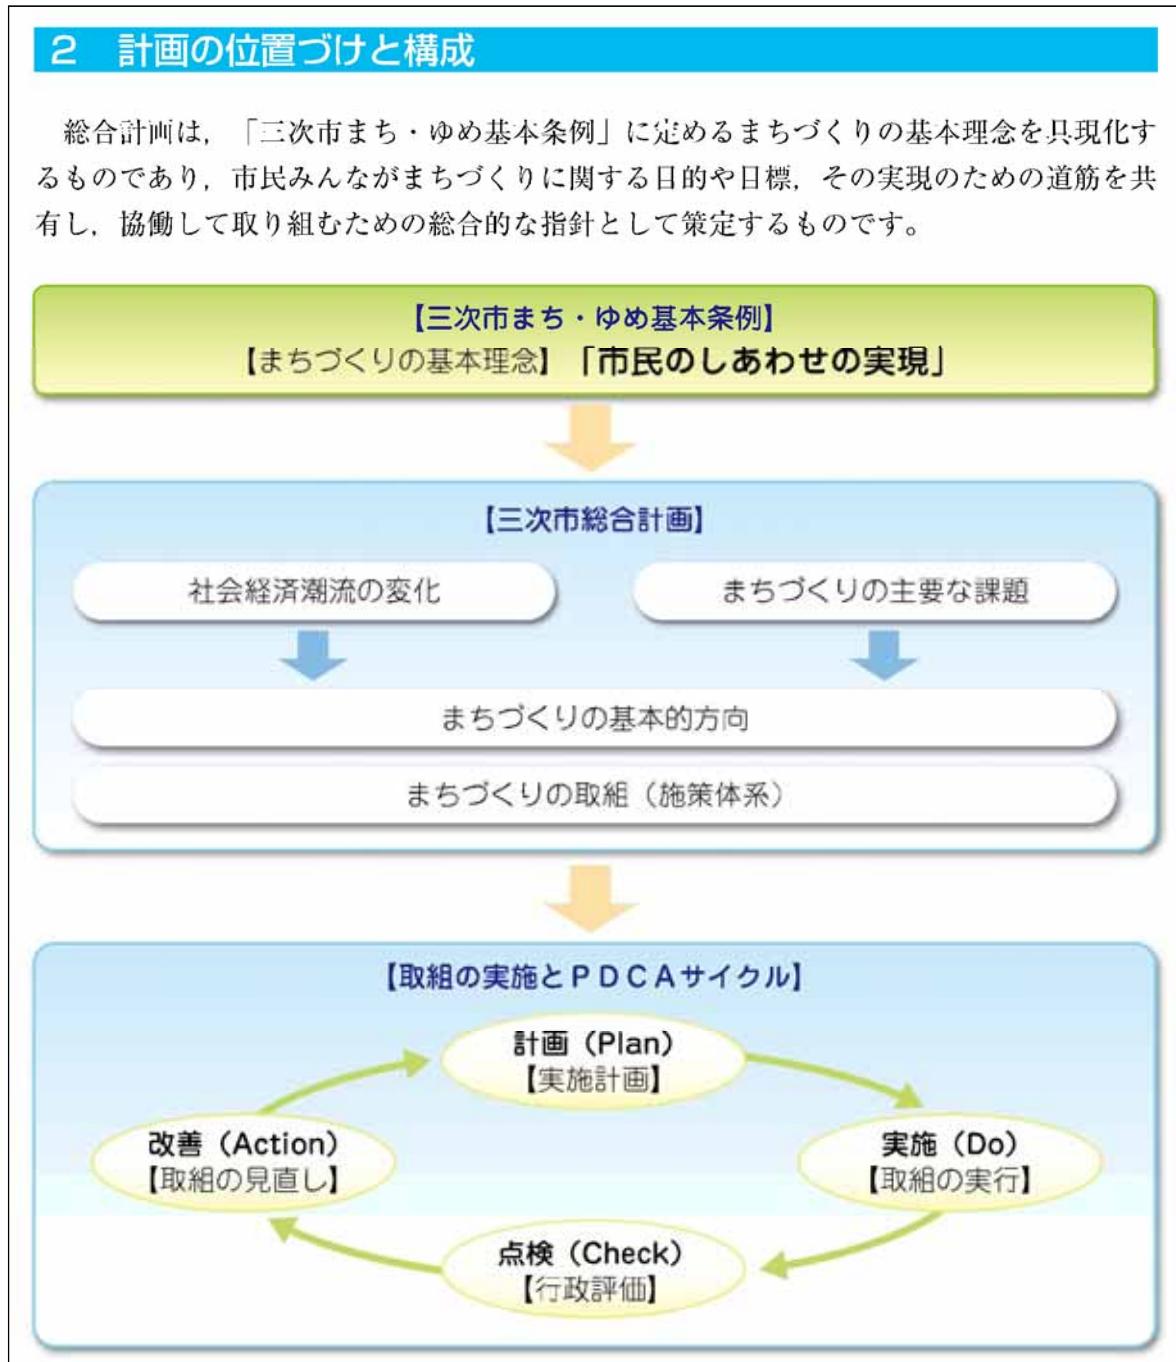 2　計画の位置づけと構成
　総合計画は，「三次市まち・ゆめ基本条例」に定めるまちづくりの基本理念を具現化す
るものであり，市民みんながまちづくりに関する目的や目標，その実現のための道筋を共
有し，協働して取り組むための総合的な指針として策定するものです。
【三次市まち・ゆめ基本条例】
【まちづくりの基本理念】「市民のしあわせの実現」
【三次市総合計画】
社会経済潮流の変化
まちづくりの主要な課題
まちづくりの基本的方向
まちづくりの取組（施策体系）
【取組の実施とＰＤＣＡサイクル】
計画（Plan）
【実施計画】
改善（Action）
【取組の見直し】
実施（Do）
【取組の実行】
点検（Check）
【行政評価】